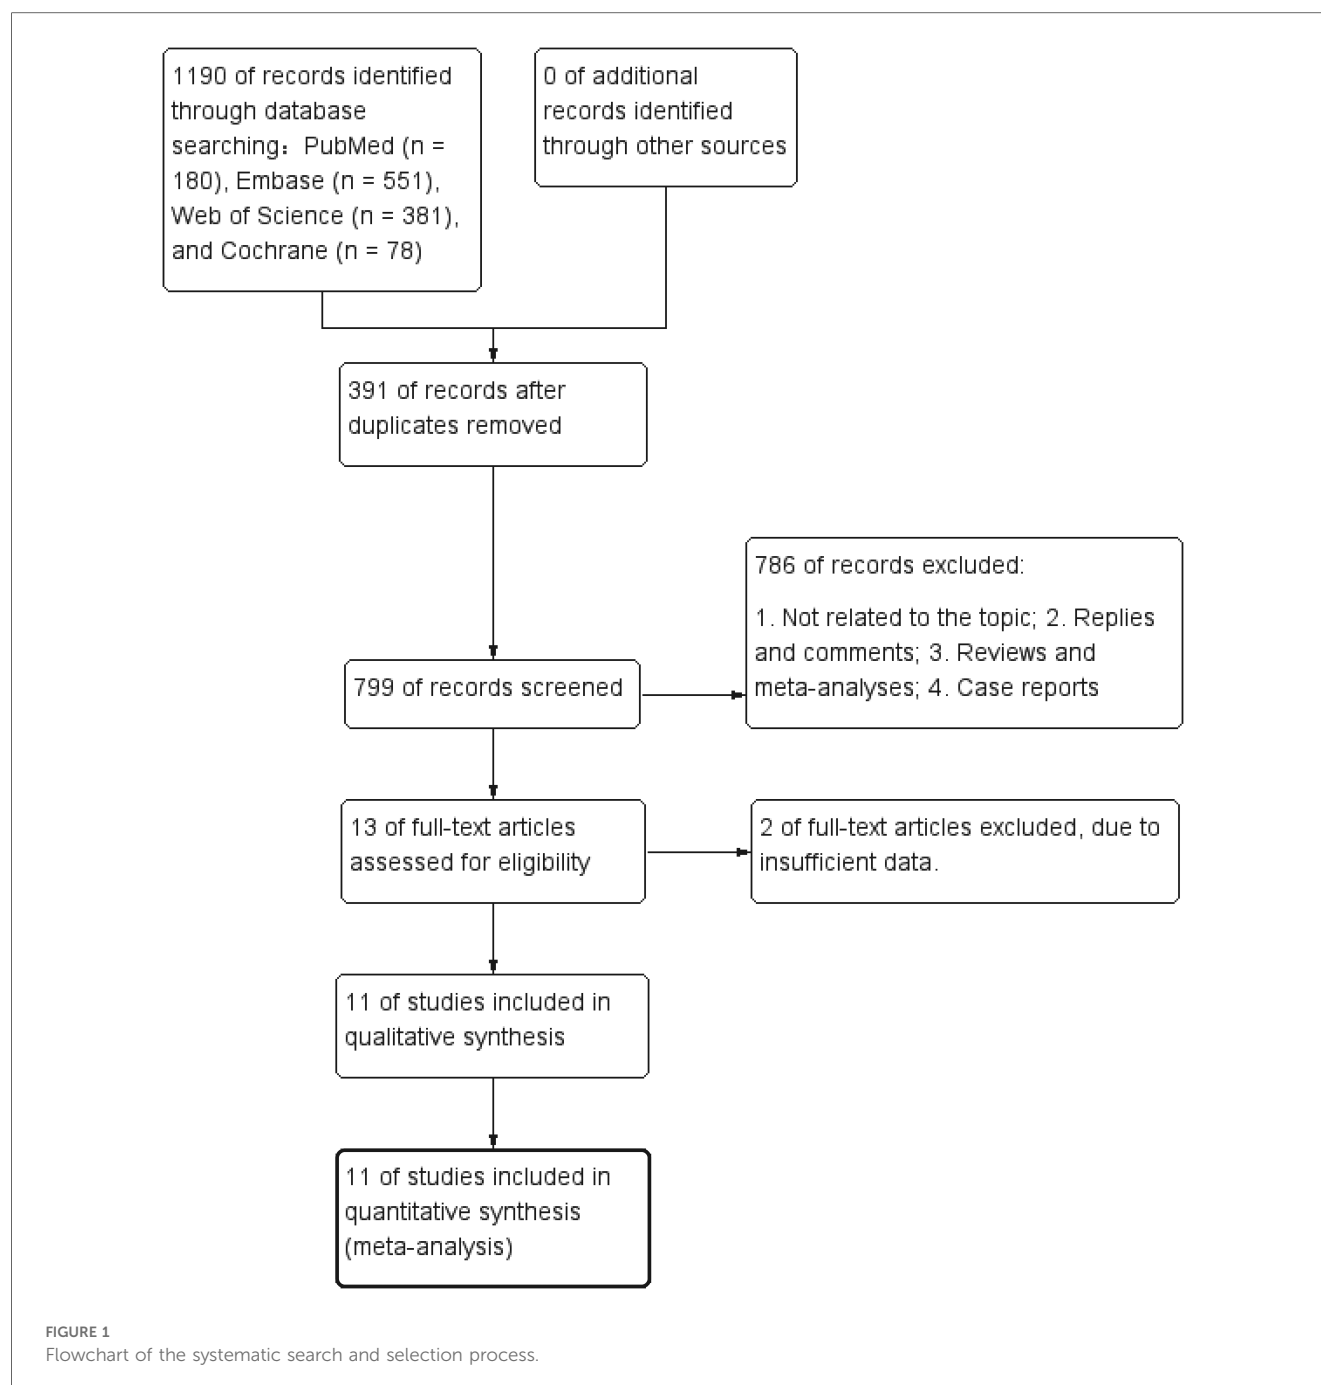 1190 of records identified
through database
searching：PubMed (n =
180), Embase (n = 551),
Web of Science (n = 381),
and Cochrane (n = 78)
0 of additional
records identified
through other sources
391 of records after
duplicates removed
786 of records excluded:
1. Not related to the topic; 2. Replies
and comments; 3. Reviews and
meta-analyses; 4. Case reports
799 of records screened
13 of full-text articles
assessed for eligibility
2 of full-text articles excluded, due to
insufficient data.
11 of studies included in
qualitative synthesis
11 of studies included in
quantitative synthesis
(meta-analysis)
FIGURE 1
Flowchart of the systematic search and selection process.